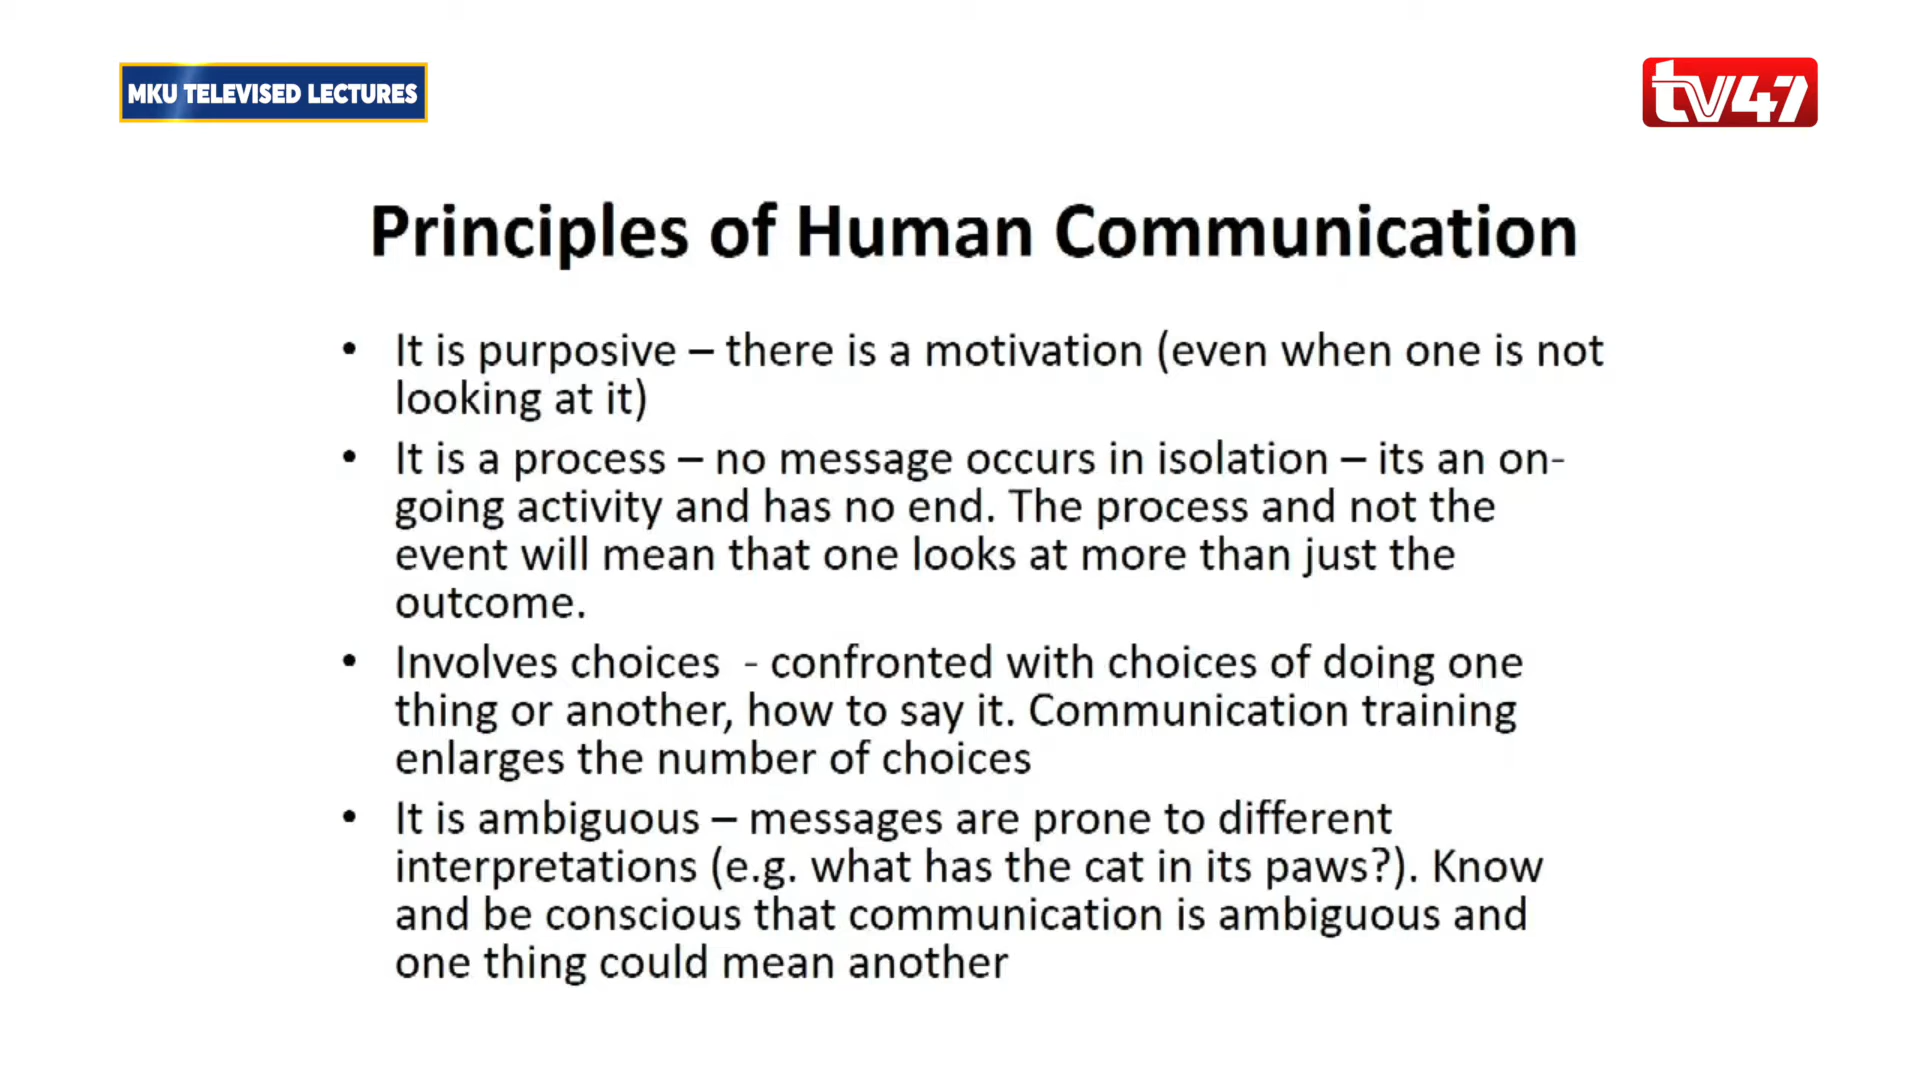 MKU TELEVISED LECTURES
tv47
Principles of Human Communication
• It is purposive – there is a motivation (even when one is not
looking at it)
• It is a process – no message occurs in isolation – its an on-
going activity and has no end. The process and not the
event will mean that one looks at more than just the
outcome.
• Involves choices  - confronted with choices of doing one
thing or another, how to say it. Communication training
enlarges the number of choices
• It is ambiguous – messages are prone to different
interpretations (e.g. what has the cat in its paws?). Know
and be conscious that communication is ambiguous and
one thing could mean another